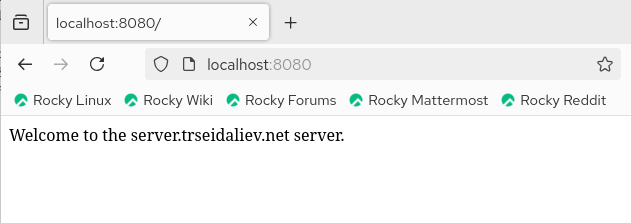 localhost:8080/
localhost:8080
Rocky Linux Rocky Wiki Rocky Forums Rocky Mattermost Rocky Reddit
Welcome to the server.trseidaliev.net server.